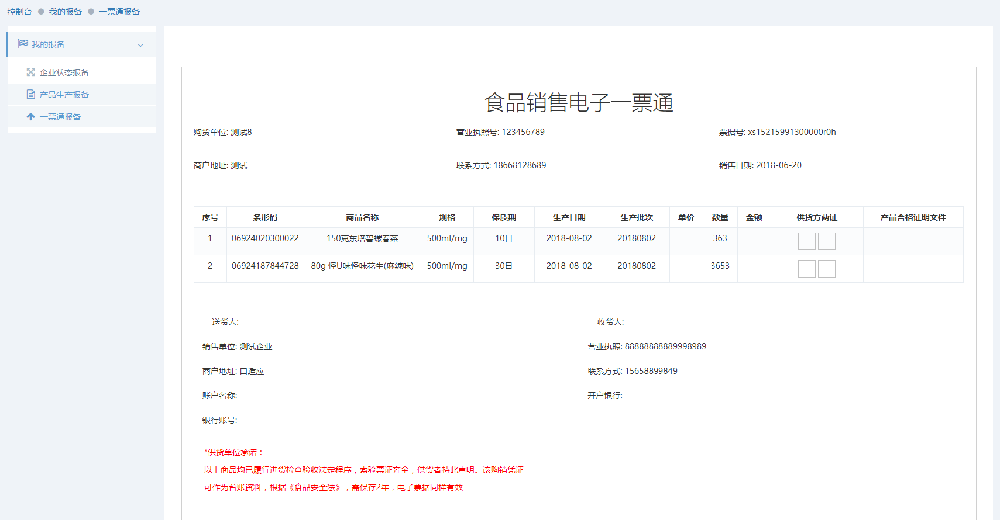 控制台 我的报备 一票通报备
我的报备
企业状态报备
产品生产报备
一票通报备
食品销售电子一票通
购货单位: 测试8 营业执照号: 123456789 票据号: xs15215991300000r0h
商户地址: 测试 联系方式: 18668128689 销售日期: 2018-06-20
序号 条形码 商品名称 规格 保质期 生产日期 生产批次 单价 数量 金额 供货方两证 产品合格证明文件
1 06924020300022 150克东塔碧螺春茶 500ml/mg 10日 2018-08-02 20180802 363
2 06924187844728 80g 怪U味怪味花生(麻辣味) 500ml/mg 30日 2018-08-02 20180802 3653
送货人: 收货人:
销售单位: 测试企业 营业执照: 88888888889998989
商户地址: 自适应 联系方式: 15658899849
账户名称: 开户银行:
银行账号:
*供货单位承诺：
以上商品均已履行进货检查验收法定程序，索验票证齐全，供货者特此声明。该购销凭证
可作为台账资料，根据《食品安全法》，需保存2年，电子票据同样有效